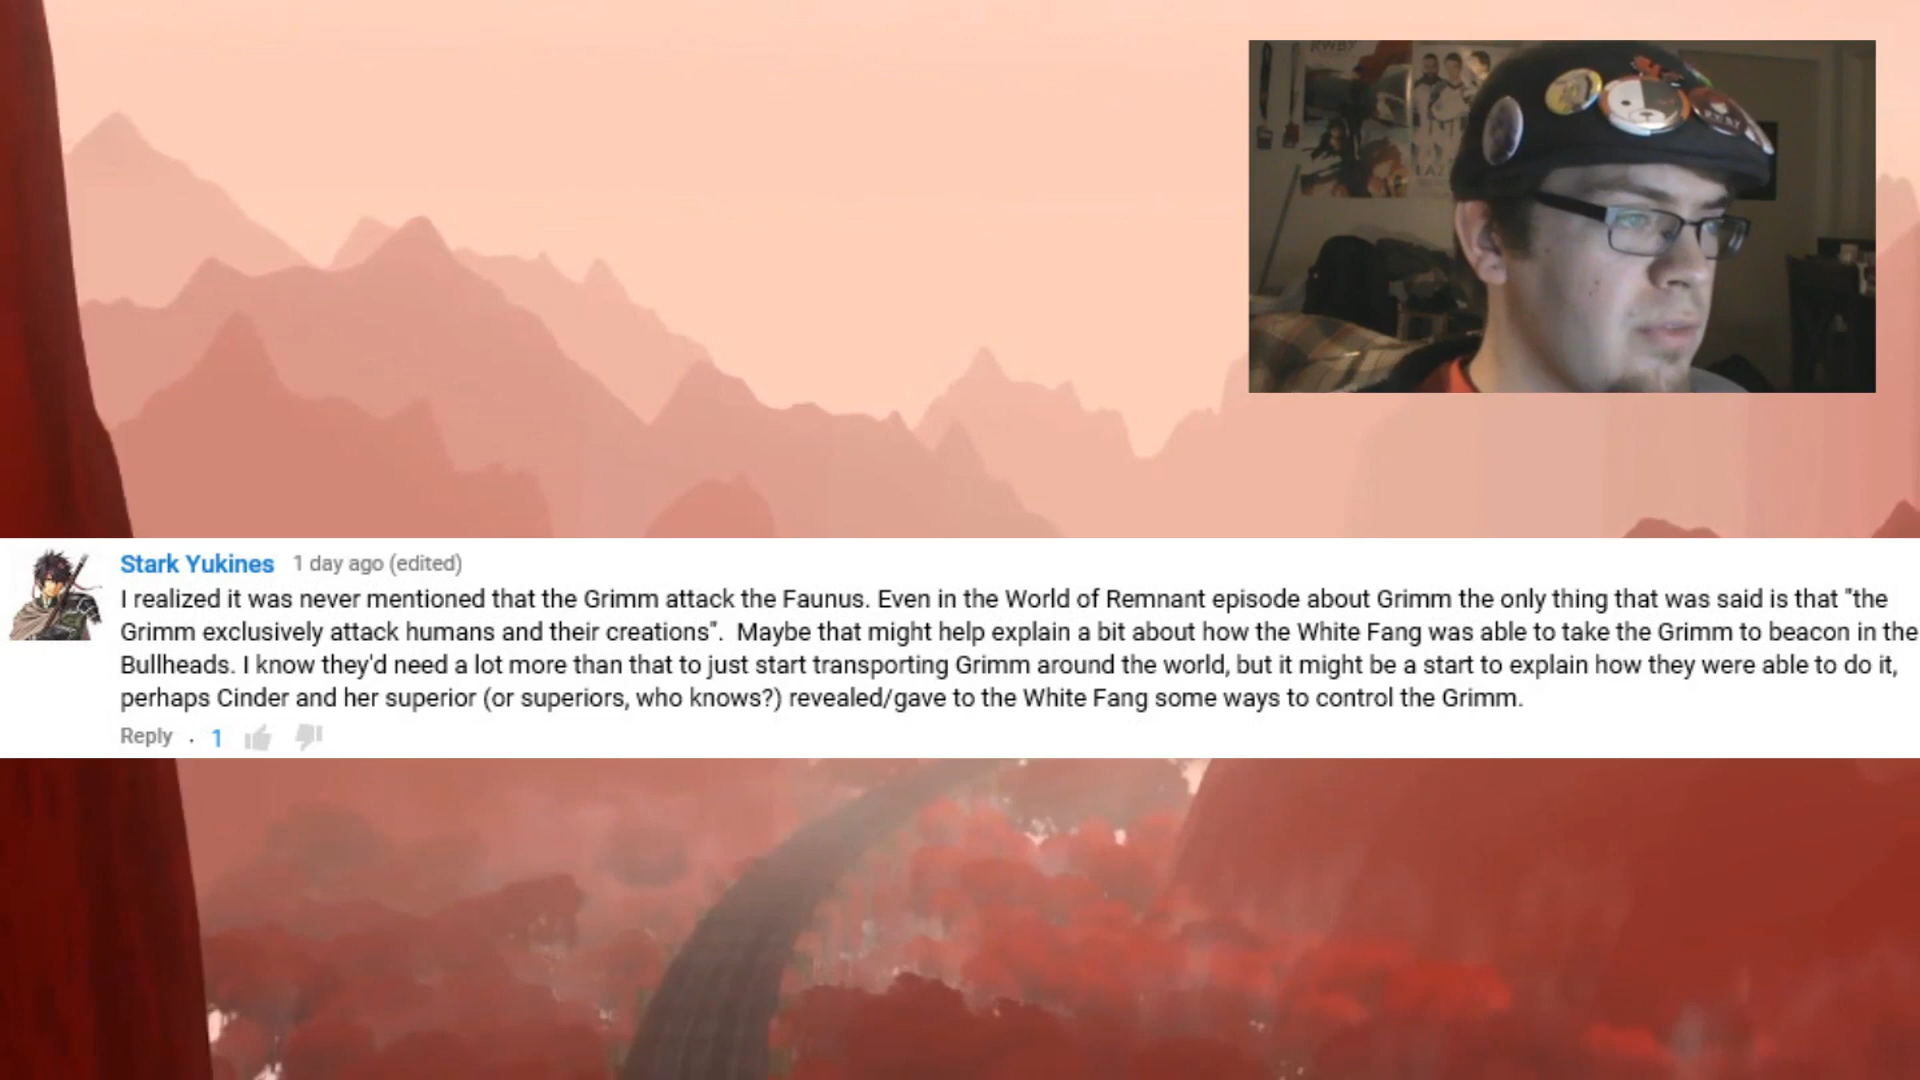 RWBY
LAZ
RWBY
Stark Yukines 1 day ago (edited)
I realized it was never mentioned that the Grimm attack the Faunus. Even in the World of Remnant episode about Grimm the only thing that was said is that "the
Grimm exclusively attack humans and their creations".  Maybe that might help explain a bit about how the White Fang was able to take the Grimm to beacon in the
Bullheads. I know they'd need a lot more than that to just start transporting Grimm around the world, but it might be a start to explain how they were able to do it,
perhaps Cinder and her superior (or superiors, who knows?) revealed/gave to the White Fang some ways to control the Grimm.
Reply . 1